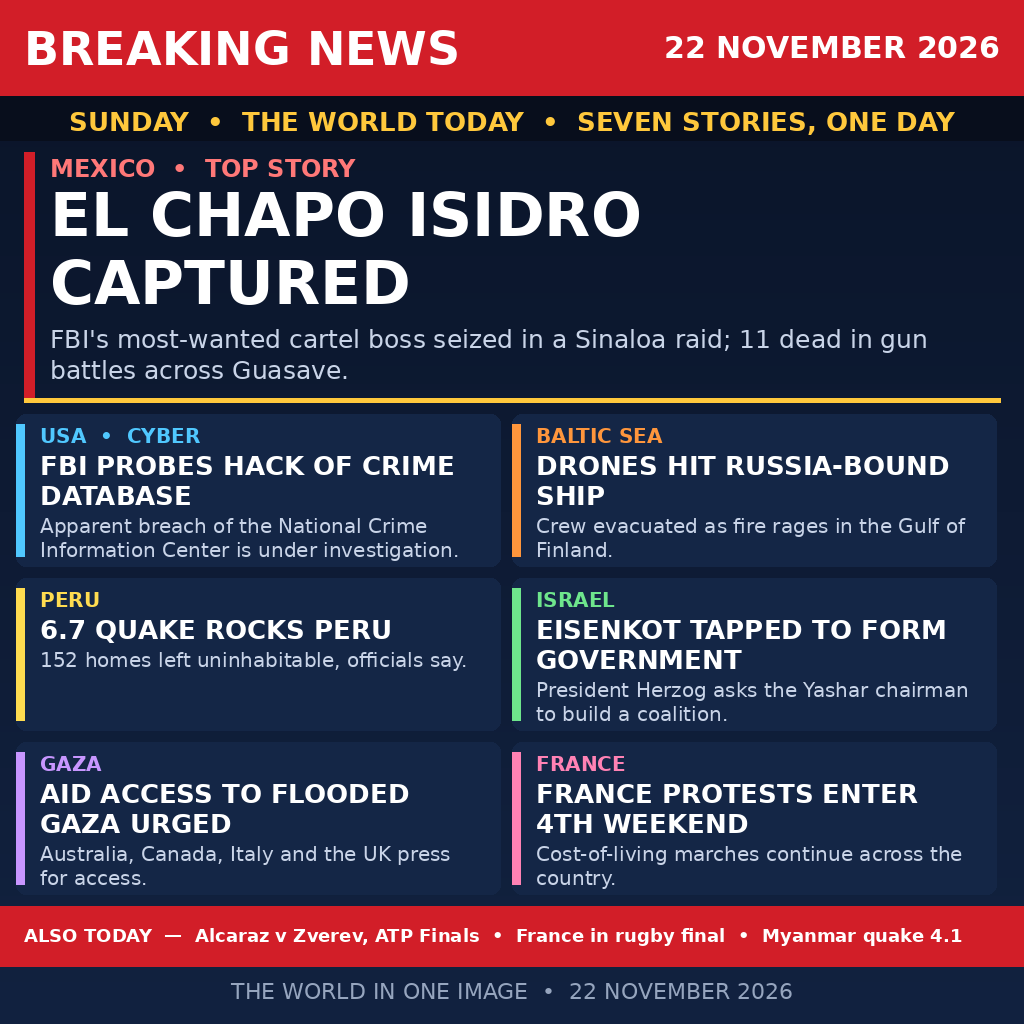 BREAKING NEWS
22 NOVEMBER 2026
SUNDAY • THE WORLD TODAY • SEVEN STORIES, ONE DAY
MEXICO • TOP STORY
EL CHAPO ISIDRO
CAPTURED
FBI's most-wanted cartel boss seized in a Sinaloa raid; 11 dead in gun
battles across Guasave.
USA • CYBER
FBI PROBES HACK OF CRIME
DATABASE
Apparent breach of the National Crime
Information Center is under investigation.
BALTIC SEA
DRONES HIT RUSSIA-BOUND
SHIP
Crew evacuated as fire rages in the Gulf of
Finland.
PERU
6.7 QUAKE ROCKS PERU
152 homes left uninhabitable, officials say.
ISRAEL
EISENKOT TAPPED TO FORM
GOVERNMENT
President Herzog asks the Yashar chairman
to build a coalition.
GAZA
AID ACCESS TO FLOODED
GAZA URGED
Australia, Canada, Italy and the UK press
for access.
FRANCE
FRANCE PROTESTS ENTER
4TH WEEKEND
Cost-of-living marches continue across the
country.
ALSO TODAY — Alcaraz v Zverev, ATP Finals • France in rugby final • Myanmar quake 4.1
THE WORLD IN ONE IMAGE • 22 NOVEMBER 2026